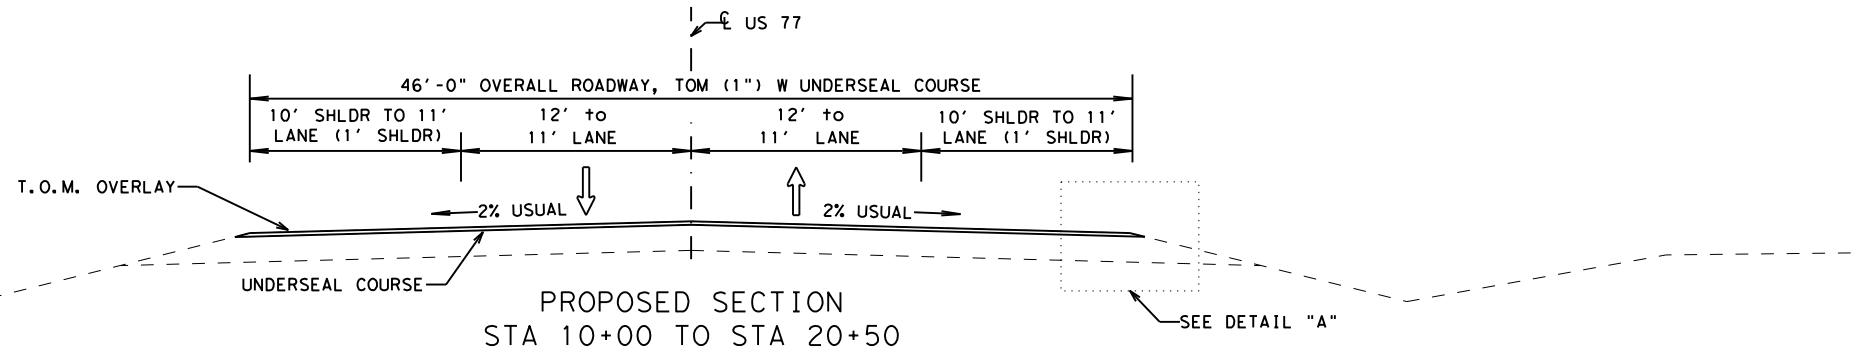 ℄ US 77
46'-0" OVERALL ROADWAY, TOM (1") W UNDERSEAL COURSE
10' SHLDR TO 11'
LANE (1' SHLDR)
12' to
11' LANE
12' to
11' LANE
10' SHLDR TO 11'
LANE (1' SHLDR)
T.O.M. OVERLAY
2% USUAL
2% USUAL
UNDERSEAL COURSE
PROPOSED SECTION
STA 10+00 TO STA 20+50
SEE DETAIL "A"